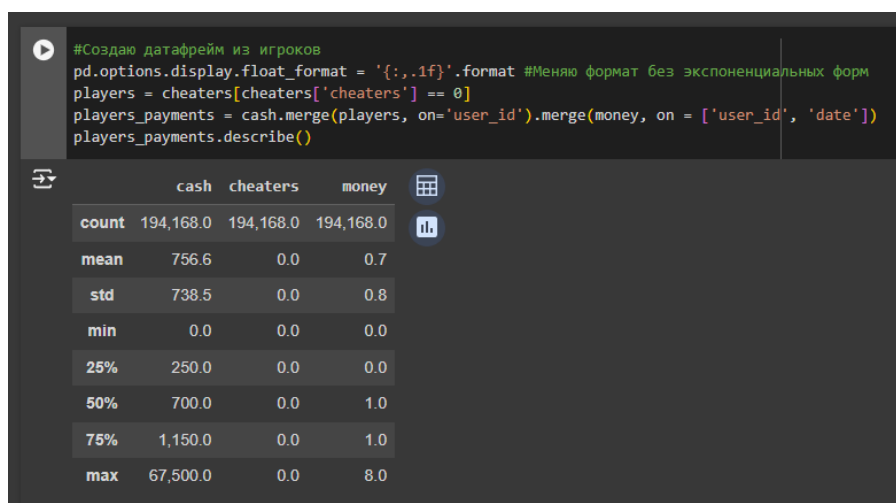 #Создаю датафрейм из игроков
pd.options.display.float_format = '{:,.1f}'.format #Меняю формат без экспоненциальных форм
players = cheaters[cheaters['cheaters'] == 0]
players_payments = cash.merge(players, on='user_id').merge(money, on = ['user_id', 'date'])
players_payments.describe()
cash cheaters money
count 194,168.0 194,168.0 194,168.0
mean 756.6 0.0 0.7
std 738.5 0.0 0.8
min 0.0 0.0 0.0
25% 250.0 0.0 0.0
50% 700.0 0.0 1.0
75% 1,150.0 0.0 1.0
max 67,500.0 0.0 8.0